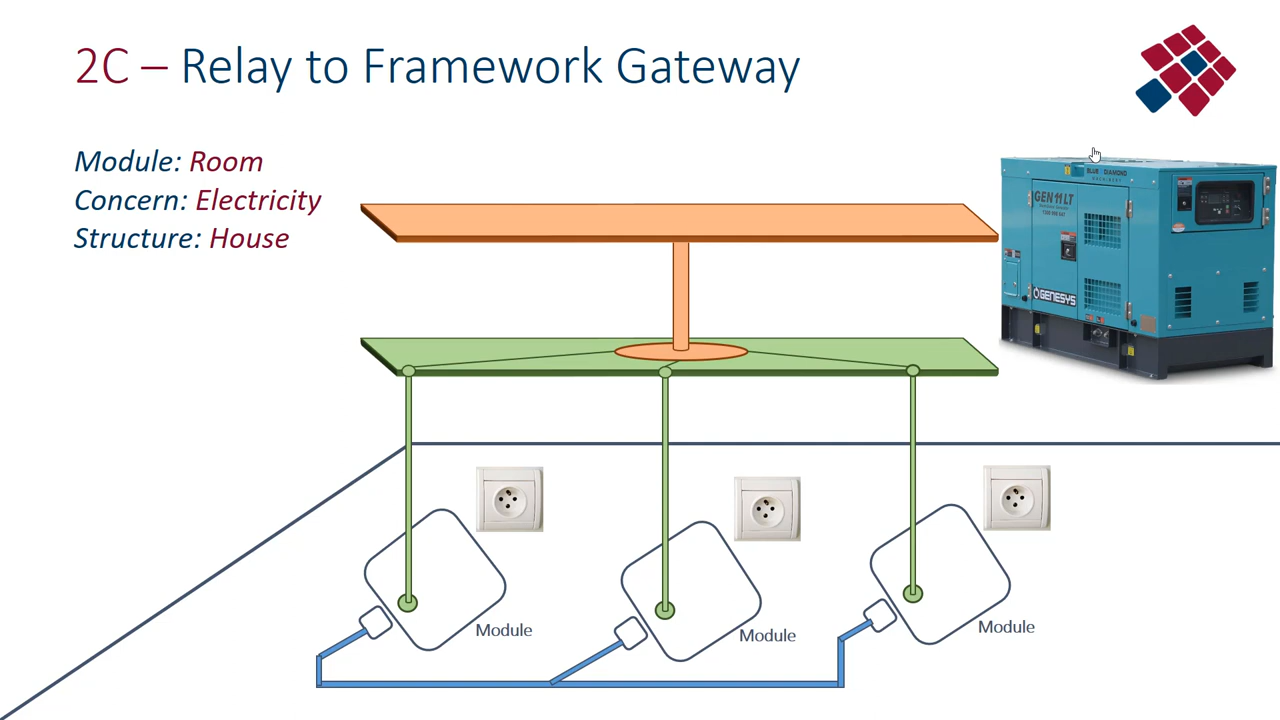 2C – Relay to Framework Gateway
Module: Room
Concern: Electricity
Structure: House
GEN 11 LT
GENESYS
Module
Module
Module